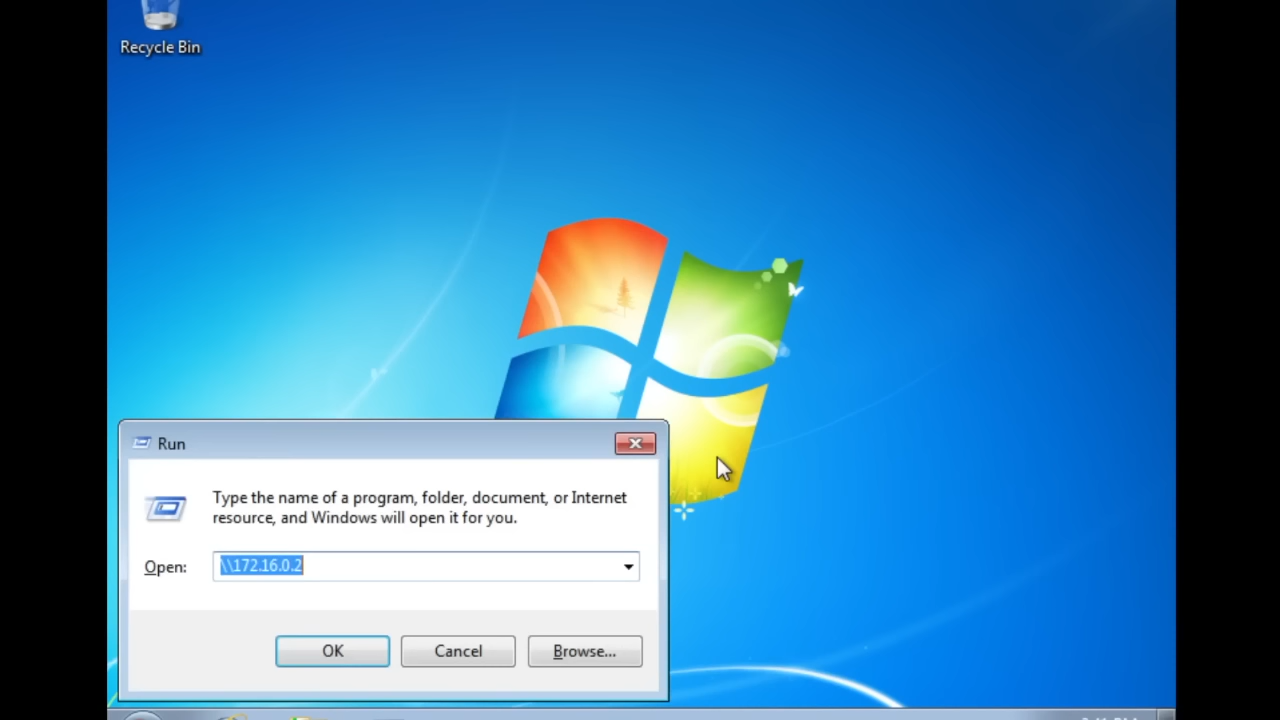 Recycle Bin
Run
Type the name of a program, folder, document, or Internet
resource, and Windows will open it for you.
Open:
\\172.16.0.2
OK
Cancel
Browse...